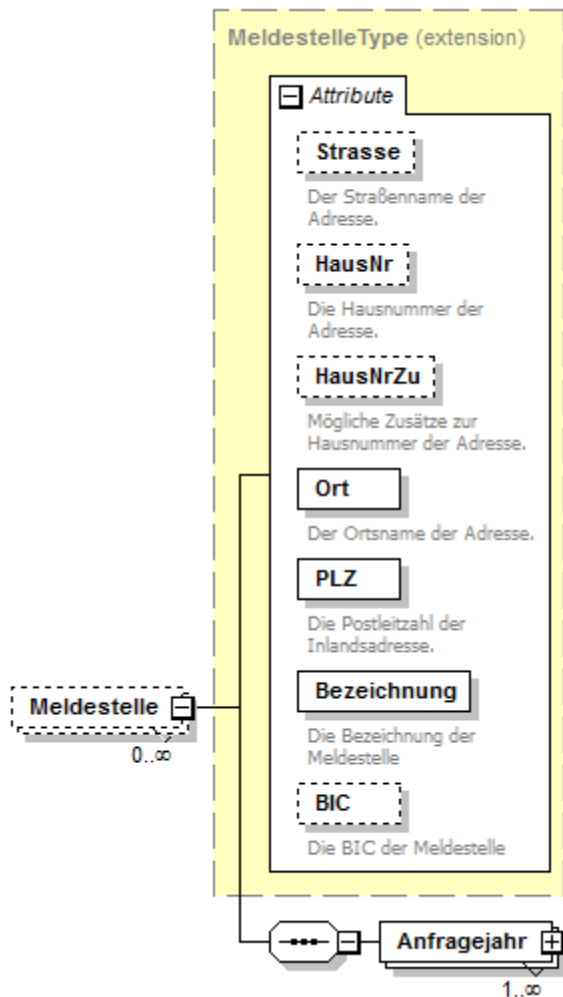 MeldestelleType (extension)
Attribute
Strasse
Der Straßenname der
Adresse.
HausNr
Die Hausnummer der
Adresse.
HausNrZu
Mögliche Zusätze zur
Hausnummer der Adresse.
Ort
Der Ortsname der Adresse.
PLZ
Die Postleitzahl der
Inlandsadresse.
Bezeichnung
Die Bezeichnung der
Meldestelle
BIC
Die BIC der Meldestelle
Meldestelle
0..∞
Anfragejahr
1..∞